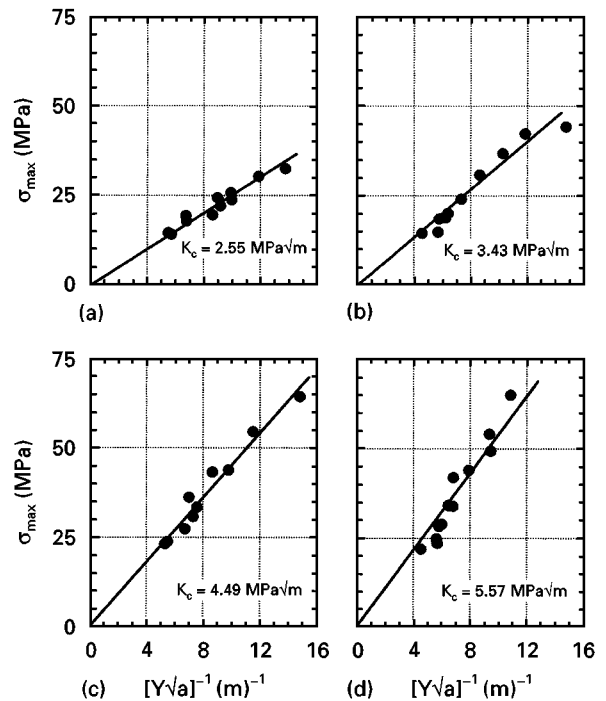 75
50
25
0
σmax (MPa)
Kc = 2.55 MPa√m
(a)
Kc = 3.43 MPa√m
(b)
75
50
25
0
σmax (MPa)
Kc = 4.49 MPa√m
Kc = 5.57 MPa√m
0 4 8 12 16
0 4 8 12 16
(c) [Y√a]⁻¹ (m)⁻¹
(d) [Y√a]⁻¹ (m)⁻¹